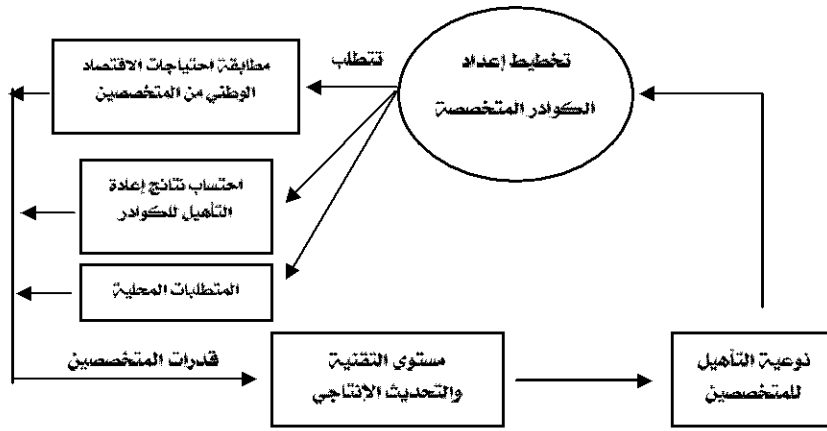 تخطيط إعداد
الكوادر المتخصصة
تتطلب
مطابقة احتياجات الاقتصاد
الوطني من المتخصصين
احتساب نتائج إعادة
التأهيل للكوادر
المتطلبات المحلية
قدرات المتخصصين
مستوى التقنية
والتحديث الإنتاجي
نوعية التأهيل
للمتخصصين